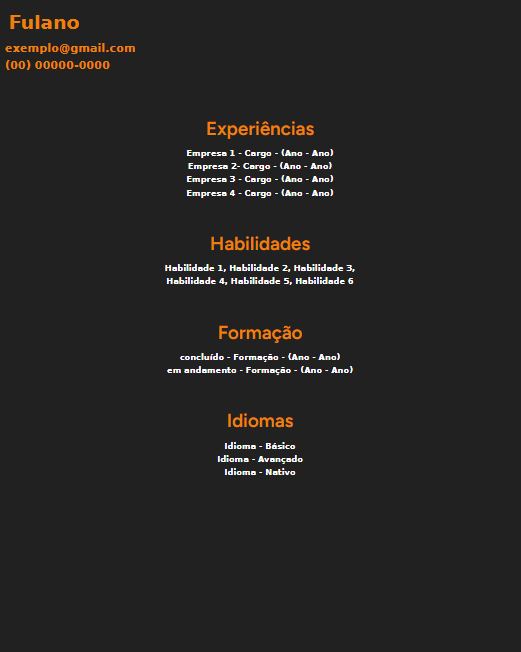 Fulano
exemplo@gmail.com
(00) 00000-0000
Experiências
Empresa 1 - Cargo - (Ano - Ano)
Empresa 2- Cargo - (Ano - Ano)
Empresa 3 - Cargo - (Ano - Ano)
Empresa 4 - Cargo - (Ano - Ano)
Habilidades
Habilidade 1, Habilidade 2, Habilidade 3,
Habilidade 4, Habilidade 5, Habilidade 6
Formação
concluído - Formação - (Ano - Ano)
em andamento - Formação - (Ano - Ano)
Idiomas
Idioma - Básico
Idioma - Avançado
Idioma - Nativo